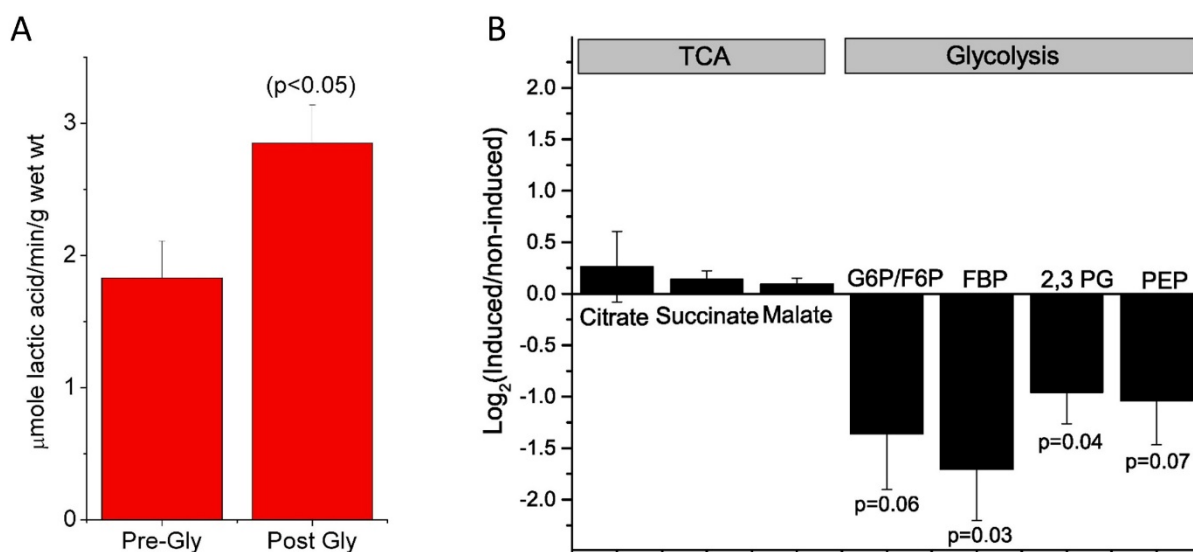 A
μmole lactic acid/min/g wet wt
3
2
1
0
(p<0.05)
Pre-Gly
Post Gly
B
TCA
Glycolysis
Log₂(Induced/non-induced)
2.0
1.5
1.0
0.5
0.0
-0.5
-1.0
-1.5
-2.0
Citrate
Succinate
Malate
G6P/F6P
FBP
2,3 PG
PEP
p=0.06
p=0.03
p=0.04
p=0.07